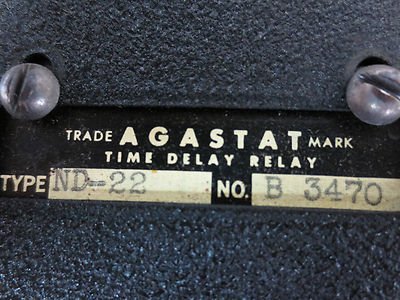 TRADE AGASTAT MARK
TIME DELAY RELAY
TYPE ND-22 NO. B 3470